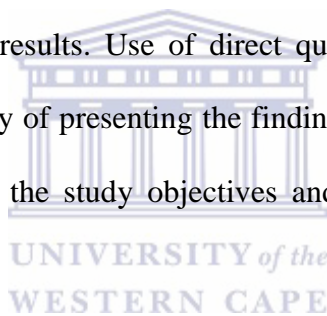 results. Use of direct qu
y of presenting the findin
the study objectives and
UNIVERSITY of the
WESTERN CAPE